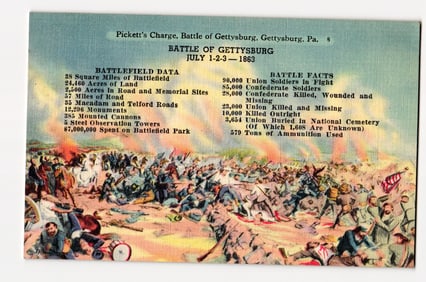 Pickett's Charge, Battle of Gettysburg, Gettysburg, Pa. 8
BATTLE OF GETTYSBURG
JULY 1-2-3 — 1863
BATTLEFIELD DATA
38 Square Miles of Battlefield
24,460 Acres of Land
2,500 Acres in Road and Memorial Sites
57 Miles of Road
35 Macadam and Telford Roads
12,296 Monuments
385 Mounted Cannons
5 Steel Observation Towers
$7,000,000 Spent on Battlefield Park
BATTLE FACTS
90,000 Union Soldiers in Fight
85,000 Confederate Soldiers
28,000 Confederate Killed, Wounded and
Missing
23,000 Union Killed and Missing
10,000 Killed Outright
3,654 Union Buried in National Cemetery
(Of Which 1,608 Are Unknown)
579 Tons of Ammunition Used